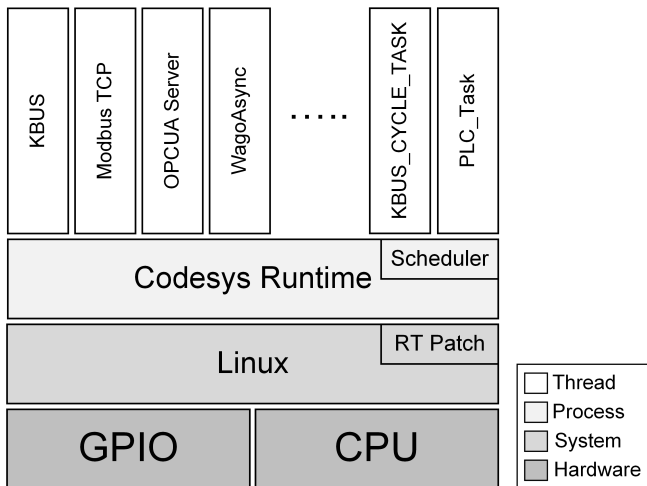 KBUS
Modbus TCP
OPCUA Server
WagoAsync
.....
KBUS_CYCLE_TASK
PLC_Task
Scheduler
Codesys Runtime
RT Patch
Linux
GPIO
CPU
Thread
Process
System
Hardware